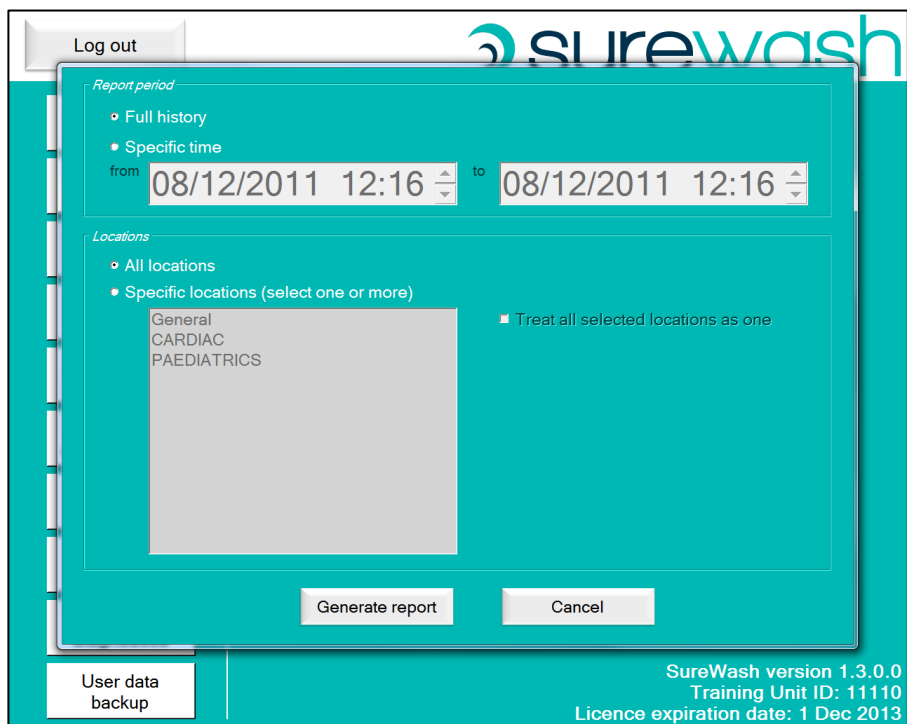 Log out
surewash
Report period
Full history
Specific time
from 08/12/2011 12:16 to 08/12/2011 12:16
Locations
All locations
Specific locations (select one or more)
General
CARDIAC
PAEDIATRICS
Treat all selected locations as one
Generate report
Cancel
User data
backup
SureWash version 1.3.0.0
Training Unit ID: 11110
Licence expiration date: 1 Dec 2013